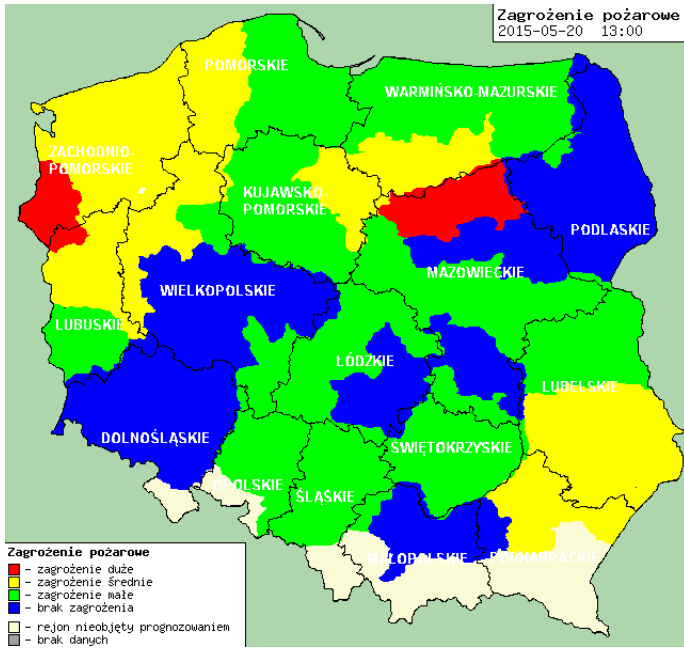 Zagrożenie pożarowe
2015-05-20 13:00
POMORSKIE
WARMIŃSKO-MAZURSKIE
ZACHODNIO-
POMORSKIE
KUJAWSKO-
POMORSKIE
PODLASKIE
MAZOWIECKIE
WIELKOPOLSKIE
LUBUSKIE
ŁÓDZKIE
LUBELSKIE
DOLNOŚLĄSKIE
ŚWIĘTOKRZYSKIE
OPOLSKIE
ŚLĄSKIE
MAŁOPOLSKIE
PODKARPACKIE
Zagrożenie pożarowe
- zagrożenie duże
- zagrożenie średnie
- zagrożenie małe
- brak zagrożenia
- rejon nieobjęty prognozowaniem
- brak danych